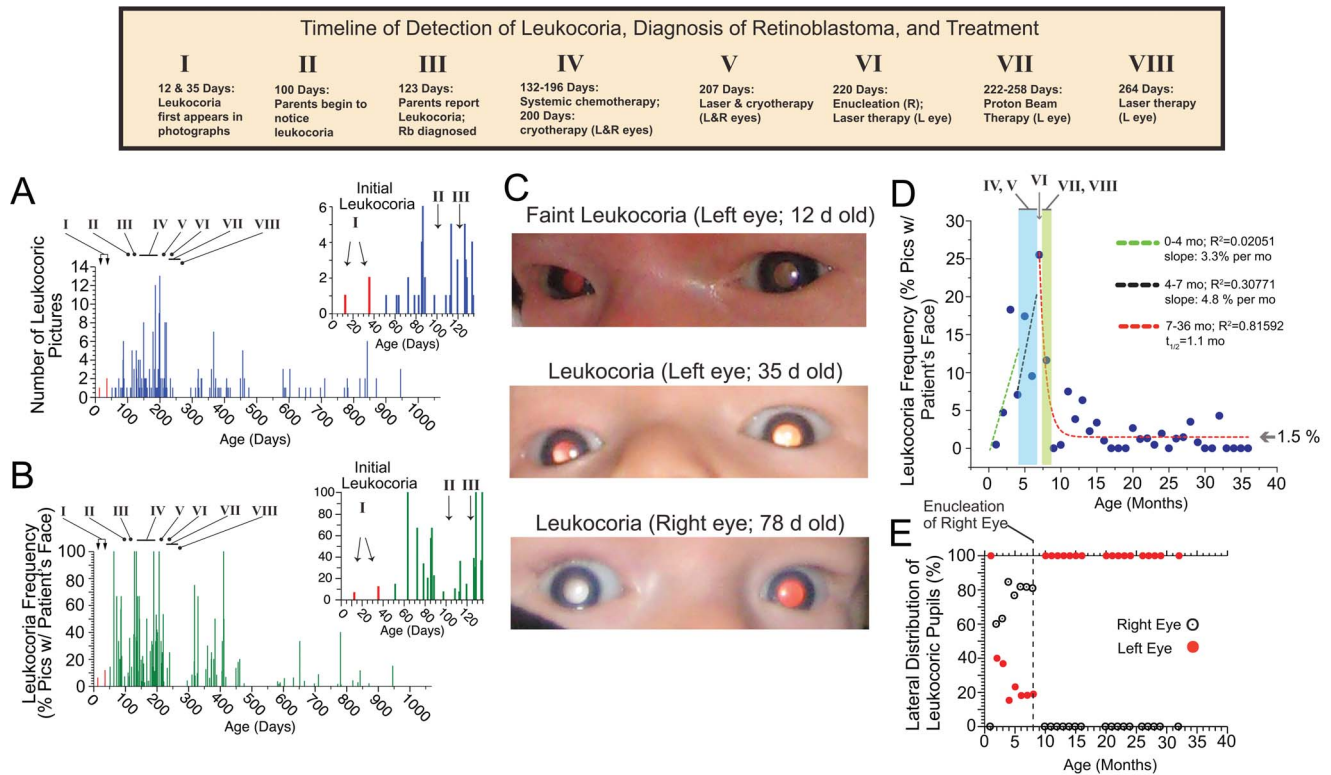 Timeline of Detection of Leukocoria, Diagnosis of Retinoblastoma, and Treatment
I
12 & 35 Days:
Leukocoria
first appears in
photographs
II
100 Days:
Parents begin to
notice
leukocoria
III
123 Days:
Parents report
Leukocoria;
Rb diagnosed
IV
132-196 Days:
Systemic chemotherapy;
200 Days:
cryotherapy (L&R eyes)
V
207 Days:
Laser & cryotherapy
(L&R eyes)
VI
220 Days:
Enucleation (R);
Laser therapy (L eye)
VII
222-258 Days:
Proton Beam
Therapy (L eye)
VIII
264 Days:
Laser therapy
(L eye)
A
I II III IV V VI VII VIII
Number of Leukocoric
Pictures
14
12
10
8
6
4
2
0
0 100 200 300 400 500 600 700 800 900 1000
Age (Days)
Initial
Leukocoria
I
II III
6
4
2
0
0 20 40 60 80 100 120
Age (Days)
B
I II III IV V VI VII VIII
Leukocoria Frequency
(% Pics w/ Patient's Face)
100
80
60
40
20
0
0 100 200 300 400 500 600 700 800 900 1000
Age (Days)
Initial
Leukocoria
I
II III
100
80
60
40
20
0
0 20 40 60 80 100 120
Age (Days)
C
Faint Leukocoria (Left eye; 12 d old)
Leukocoria (Left eye; 35 d old)
Leukocoria (Right eye; 78 d old)
D
IV, V VI VII, VIII
Leukocoria Frequency (% Pics w/
Patient's Face)
30
25
20
15
10
5
0
0 5 10 15 20 25 30 35 40
Age (Months)
0-4 mo; R²=0.02051
slope: 3.3% per mo
4-7 mo; R²=0.30771
slope: 4.8 % per mo
7-36 mo; R²=0.81592
t1/2=1.1 mo
1.5 %
Enucleation
of Right Eye
E
Lateral Distribution of
Leukocoric Pupils (%)
100
80
60
40
20
0
Right Eye
Left Eye
0 5 10 15 20 25 30 35 40
Age (Months)